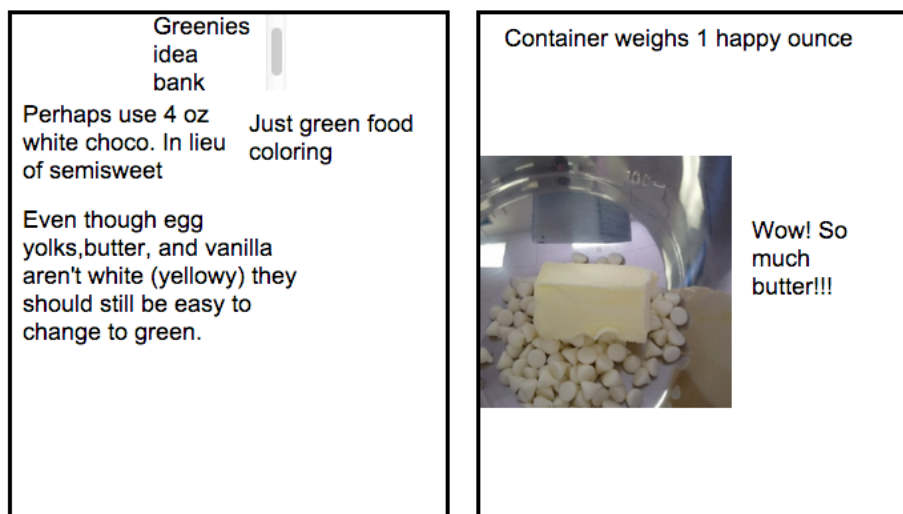 Greenies
idea
bank
Perhaps use 4 oz
white choco. In lieu
of semisweet
Just green food
coloring
Even though egg
yolks,butter, and vanilla
aren't white (yellowy) they
should still be easy to
change to green.
Container weighs 1 happy ounce
100
Wow! So
much
butter!!!